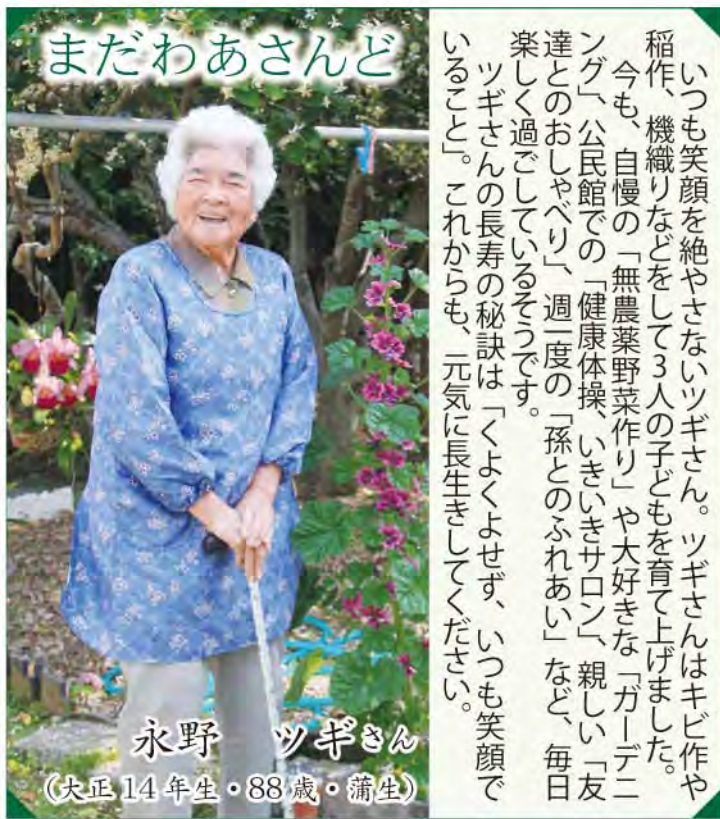 まだわあさんど
いつも笑顔を絶やさないツギさん。ツギさんはキビ作や
稲作、機織りなどをして3人の子どもを育て上げました。
今も、自慢の「無農薬野菜作り」や大好きな「ガーデニ
ング」、公民館での「健康体操、いきいきサロン」、親しい「友
達とのおしゃべり」、週一度の「孫とのふれあい」など、毎日
楽しく過ごしているそうです。
ツギさんの長寿の秘訣は「くよくよせず、いつも笑顔で
いること」。これからも、元気に長生きしてください。
永野 ツギさん
(大正14年生・88歳・蒲生)